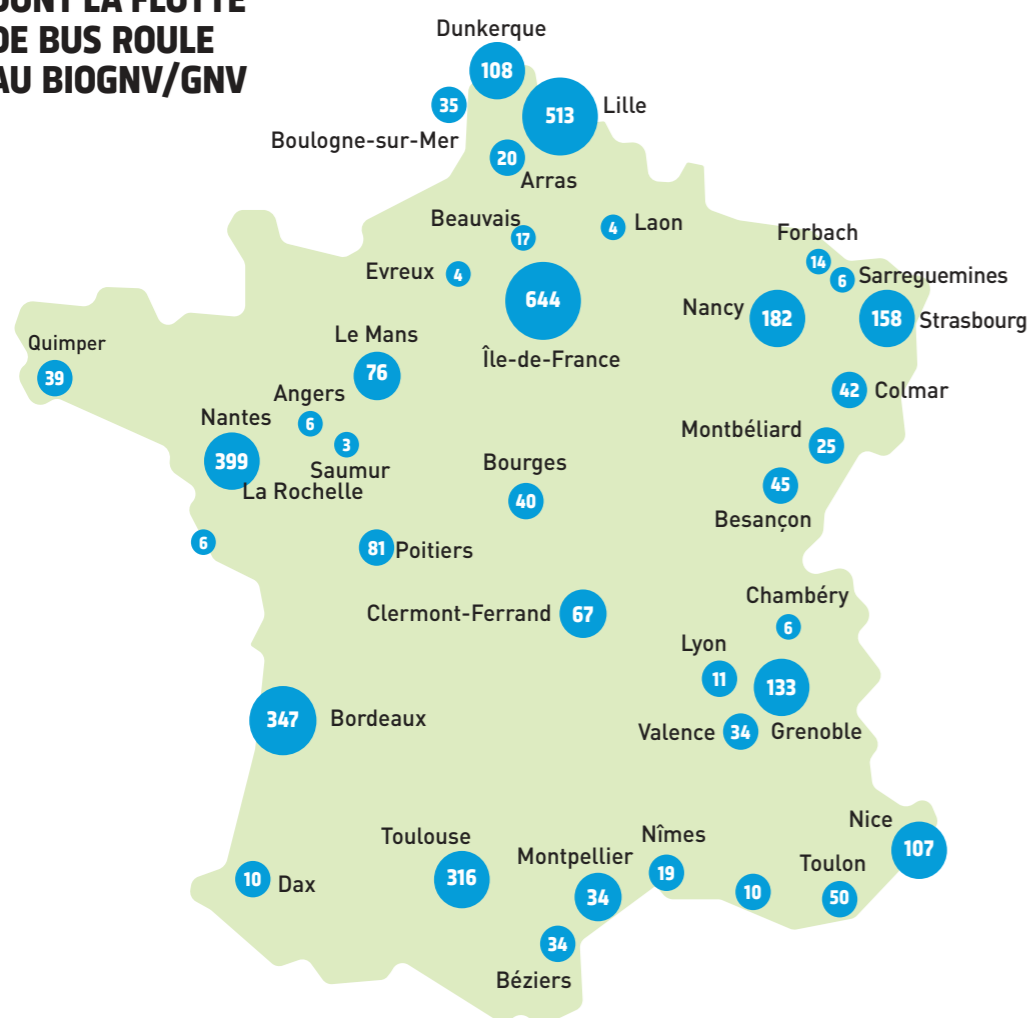 DONT LA FLOTTE
DE BUS ROULE
AU BIOGNV/GNV
Dunkerque
108
35
513
Lille
Boulogne-sur-Mer
20
Arras
Beauvais
17
4
Laon
Forbach
14
Evreux
4
6
Sarreguemines
644
Île-de-France
Nancy
182
158
Strasbourg
Quimper
39
Le Mans
76
42
Colmar
Angers
6
Nantes
399
3
Saumur
Montbéliard
25
La Rochelle
6
Bourges
40
45
Besançon
81
Poitiers
Clermont-Ferrand
67
Chambéry
6
Lyon
11
133
Grenoble
Valence
34
347
Bordeaux
Toulouse
316
Montpellier
34
Nîmes
19
10
Toulon
50
Nice
107
10
Dax
34
Béziers